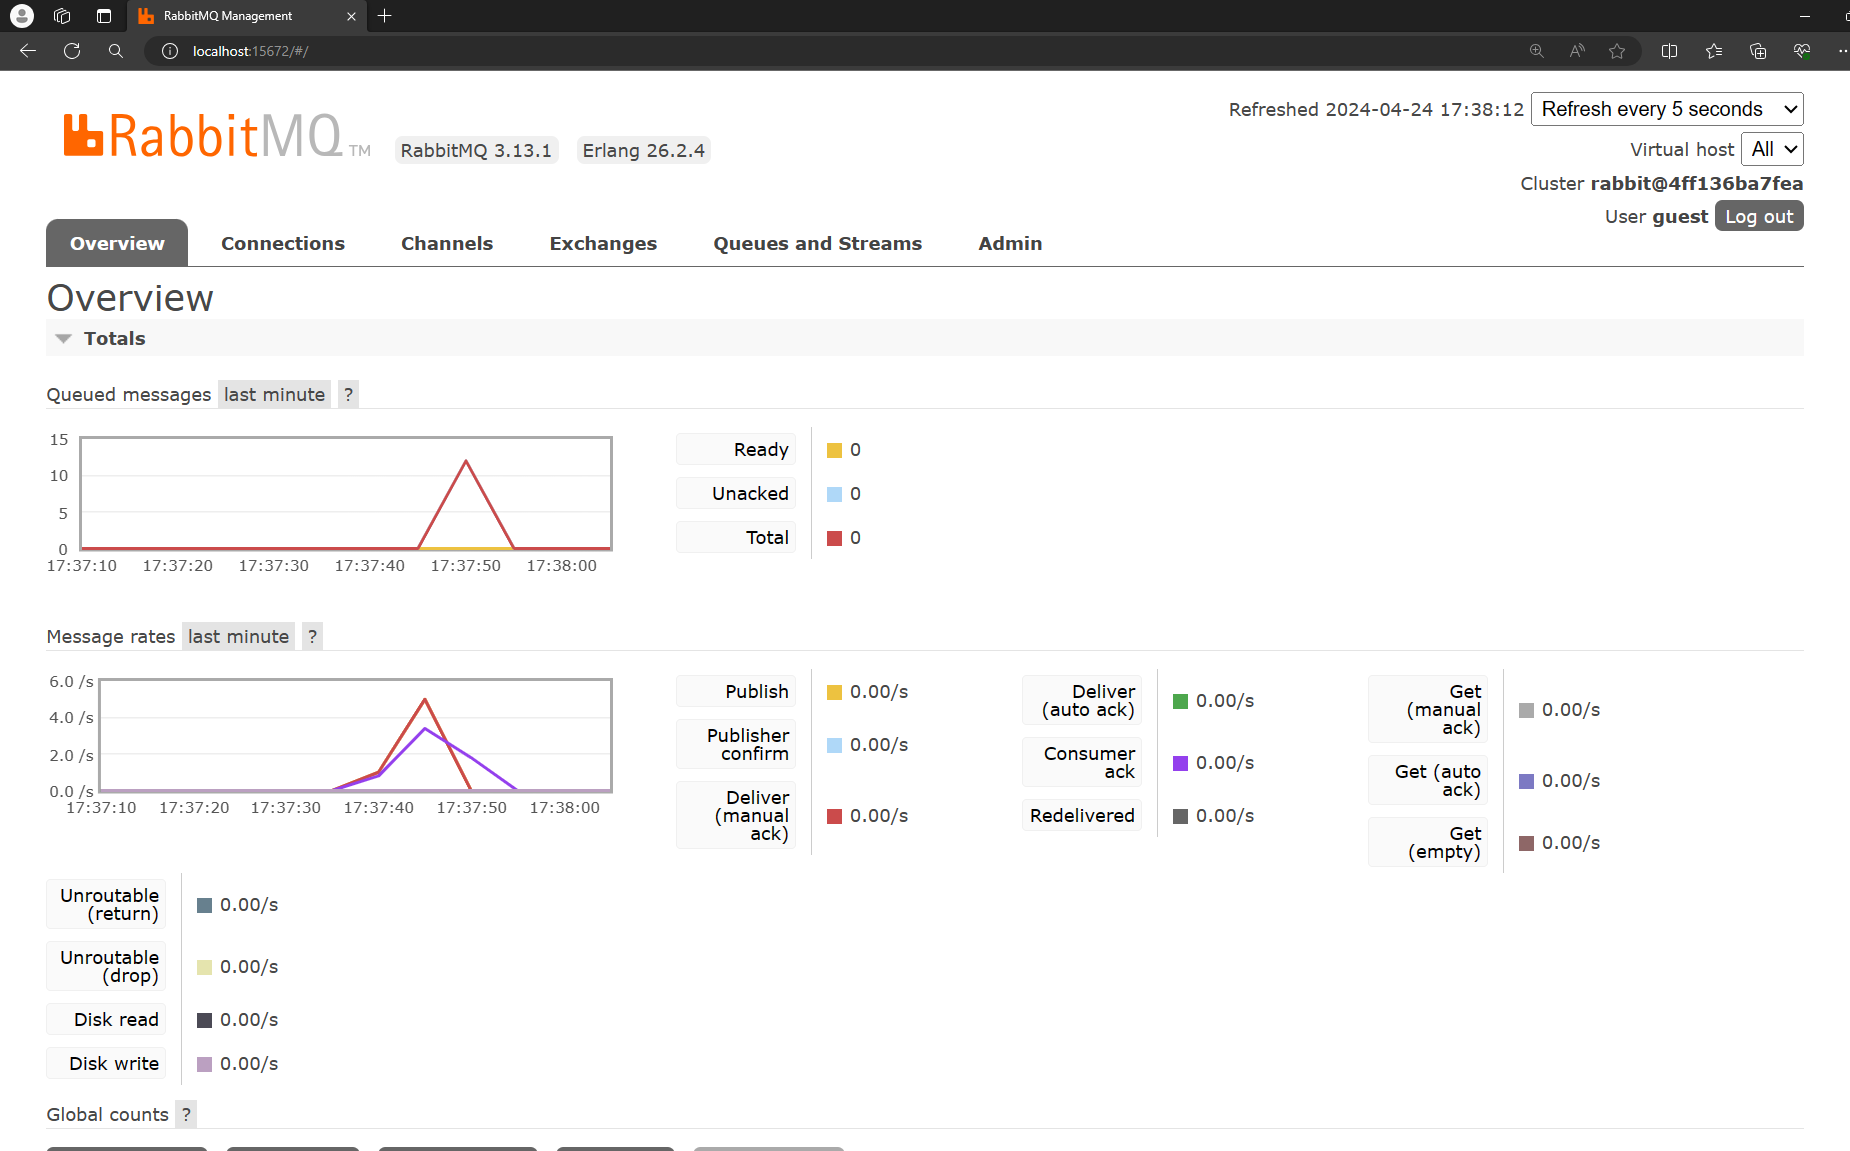 RabbitMQ Management
localhost:15672/#/
RabbitMQ TM
RabbitMQ 3.13.1 Erlang 26.2.4
Refreshed 2024-04-24 17:38:12 Refresh every 5 seconds
Virtual host All
Cluster rabbit@4ff136ba7fea
User guest Log out
Overview Connections Channels Exchanges Queues and Streams Admin
Overview
Totals
Queued messages last minute ?
15
10
5
0
17:37:10 17:37:20 17:37:30 17:37:40 17:37:50 17:38:00
Ready 0
Unacked 0
Total 0
Message rates last minute ?
6.0 /s
4.0 /s
2.0 /s
0.0 /s
17:37:10 17:37:20 17:37:30 17:37:40 17:37:50 17:38:00
Publish 0.00/s
Publisher
confirm 0.00/s
Deliver
(manual
ack) 0.00/s
Deliver
(auto ack) 0.00/s
Consumer
ack 0.00/s
Redelivered 0.00/s
Get
(manual
ack) 0.00/s
Get (auto
ack) 0.00/s
Get
(empty) 0.00/s
Unroutable
(return) 0.00/s
Unroutable
(drop) 0.00/s
Disk read 0.00/s
Disk write 0.00/s
Global counts ?